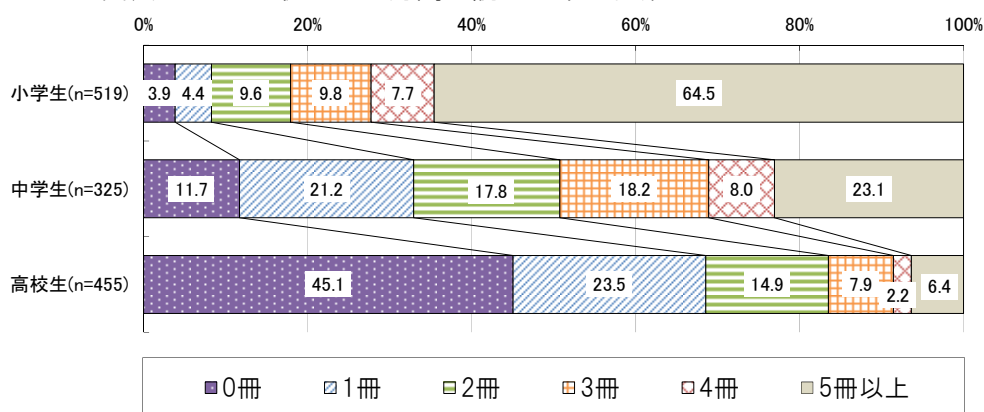 0% 20% 40% 60% 80% 100%
小学生(n=519) 3.9 4.4 9.6 9.8 7.7 64.5
中学生(n=325) 11.7 21.2 17.8 18.2 8.0 23.1
高校生(n=455) 45.1 23.5 14.9 7.9 2.2 6.4
0冊 1冊 2冊 3冊 4冊 5冊以上